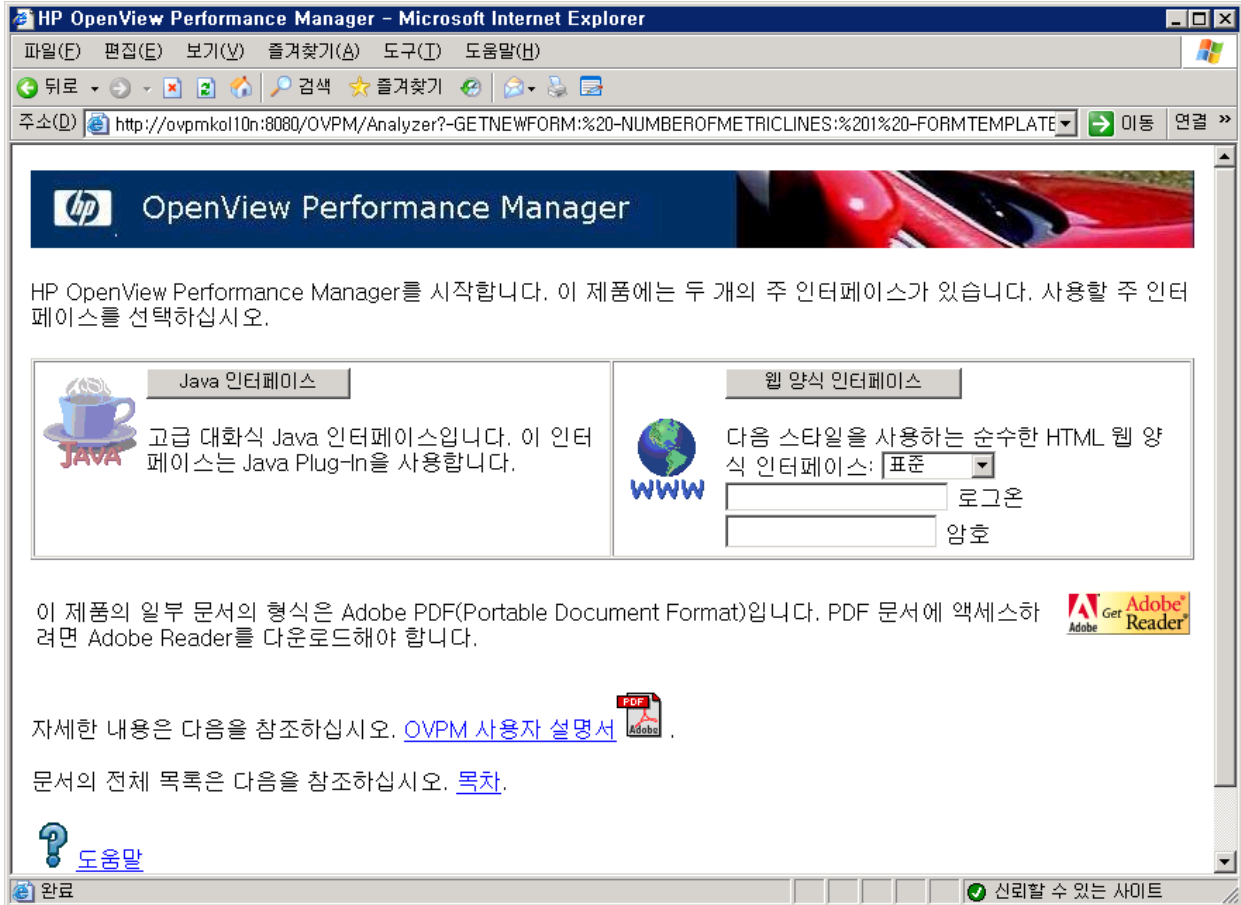 HP OpenView Performance Manager - Microsoft Internet Explorer
파일(F) 편집(E) 보기(V) 즐겨찾기(A) 도구(T) 도움말(H)
뒤로 검색 즐겨찾기
주소(D) http://ovpmkol10n:8080/OVPM/Analyzer?-GETNEWFORM:%20-NUMBEROFMETRICLINES:%201%20-FORMTEMPLATE 이동 연결 »
hp OpenView Performance Manager
HP OpenView Performance Manager를 시작합니다. 이 제품에는 두 개의 주 인터페이스가 있습니다. 사용할 주 인터
페이스를 선택하십시오.
Java 인터페이스
고급 대화식 Java 인터페이스입니다. 이 인터
페이스는 Java Plug-In을 사용합니다.
JAVA
웹 양식 인터페이스
다음 스타일을 사용하는 순수한 HTML 웹 양
식 인터페이스: 표준
WWW
로그온
암호
이 제품의 일부 문서의 형식은 Adobe PDF(Portable Document Format)입니다. PDF 문서에 액세스하
려면 Adobe Reader를 다운로드해야 합니다.
Adobe Get Adobe® Reader®
자세한 내용은 다음을 참조하십시오. OVPM 사용자 설명서 PDF Adobe .
문서의 전체 목록은 다음을 참조하십시오. 목차.
도움말
완료 신뢰할 수 있는 사이트